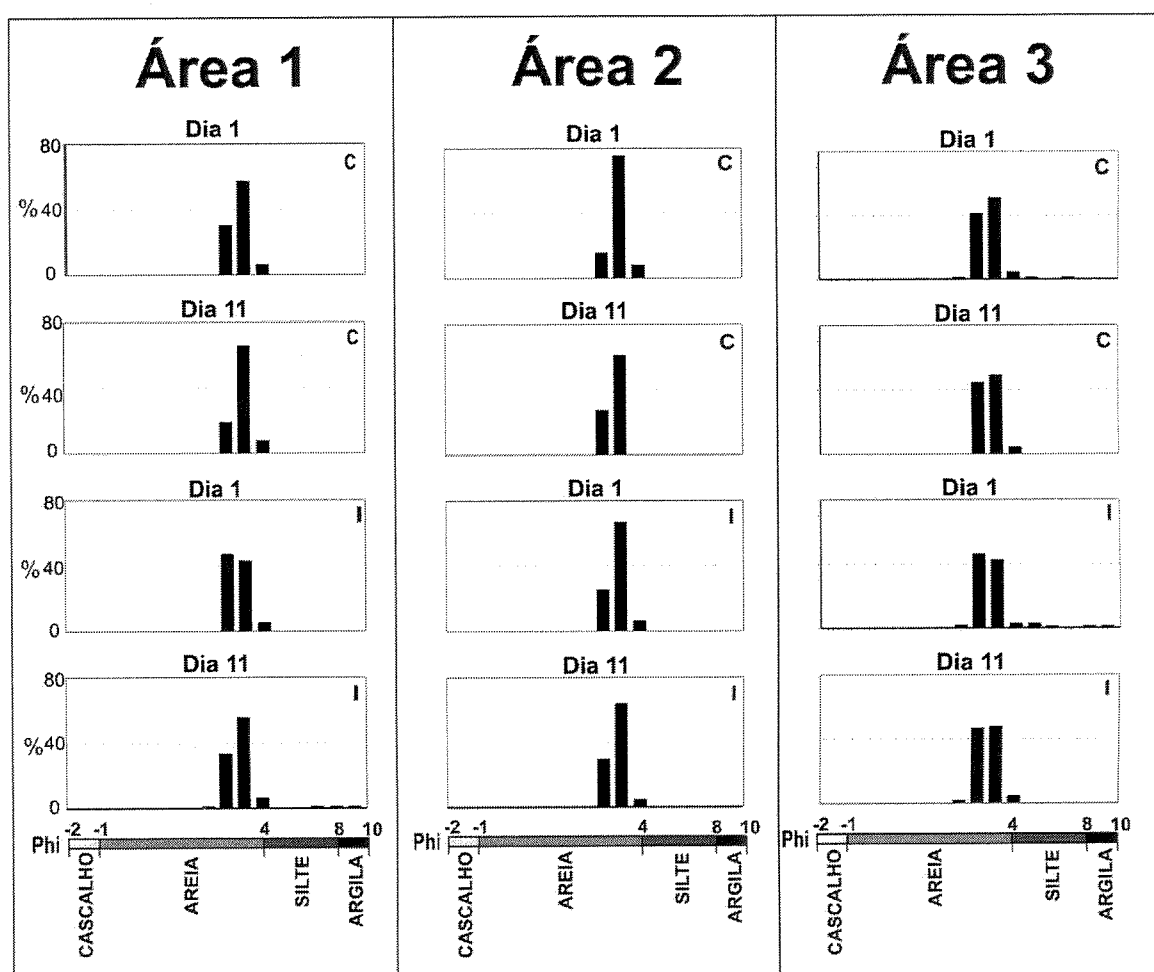 Área 1
Dia 1
80
C
%40
0
Dia 11
80
C
%40
0
Dia 1
80
I
%40
0
Dia 11
80
I
%40
0
Phi -2 -1 4 8 10
CASCALHO AREIA SILTE ARGILA
Área 2
Dia 1
C
Dia 11
C
Dia 1
I
Dia 11
I
-2 -1 4 8 10
CASCALHO AREIA SILTE ARGILA
Área 3
Dia 1
C
Dia 11
C
Dia 1
I
Dia 11
I
-2 -1 4 8 10
Phi
CASCALHO AREIA SILTE ARGILA